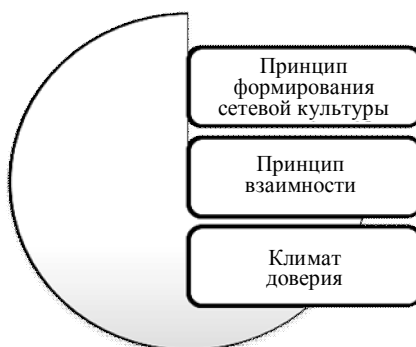 Принцип
формирования
сетевой культуры
Принцип
взаимности
Климат
доверия